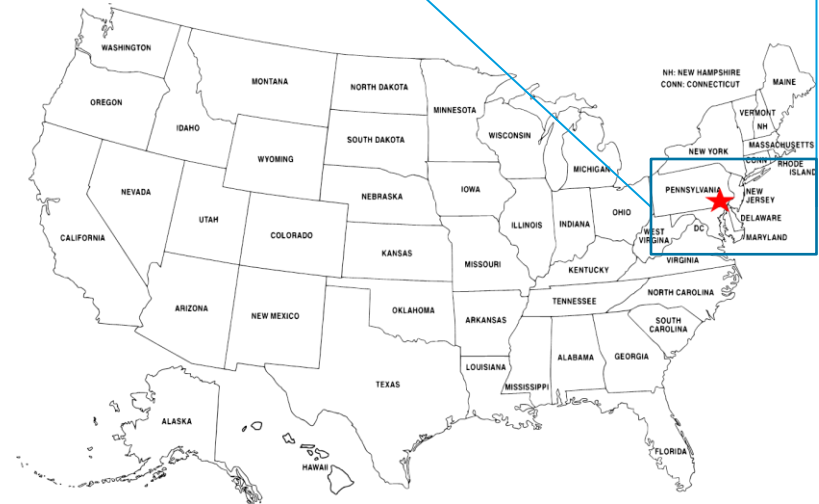 WASHINGTON
OREGON
CALIFORNIA
NEVADA
IDAHO
MONTANA
WYOMING
UTAH
COLORADO
ARIZONA
NEW MEXICO
NORTH DAKOTA
SOUTH DAKOTA
NEBRASKA
KANSAS
OKLAHOMA
TEXAS
MINNESOTA
IOWA
MISSOURI
ARKANSAS
LOUISIANA
WISCONSIN
ILLINOIS
MICHIGAN
INDIANA
OHIO
KENTUCKY
TENNESSEE
MISSISSIPPI
ALABAMA
GEORGIA
FLORIDA
SOUTH
CAROLINA
NORTH CAROLINA
VIRGINIA
WEST
VIRGINA
DC
MARYLAND
DELAWARE
NEW
JERSEY
PENNSYLVANIA
NEW YORK
CONN
RHODE
ISLAND
MASSACHUSETTS
VERMONT
NH
MAINE
NH: NEW HAMPSHIRE
CONN: CONNECTICUT
ALASKA
HAWAII